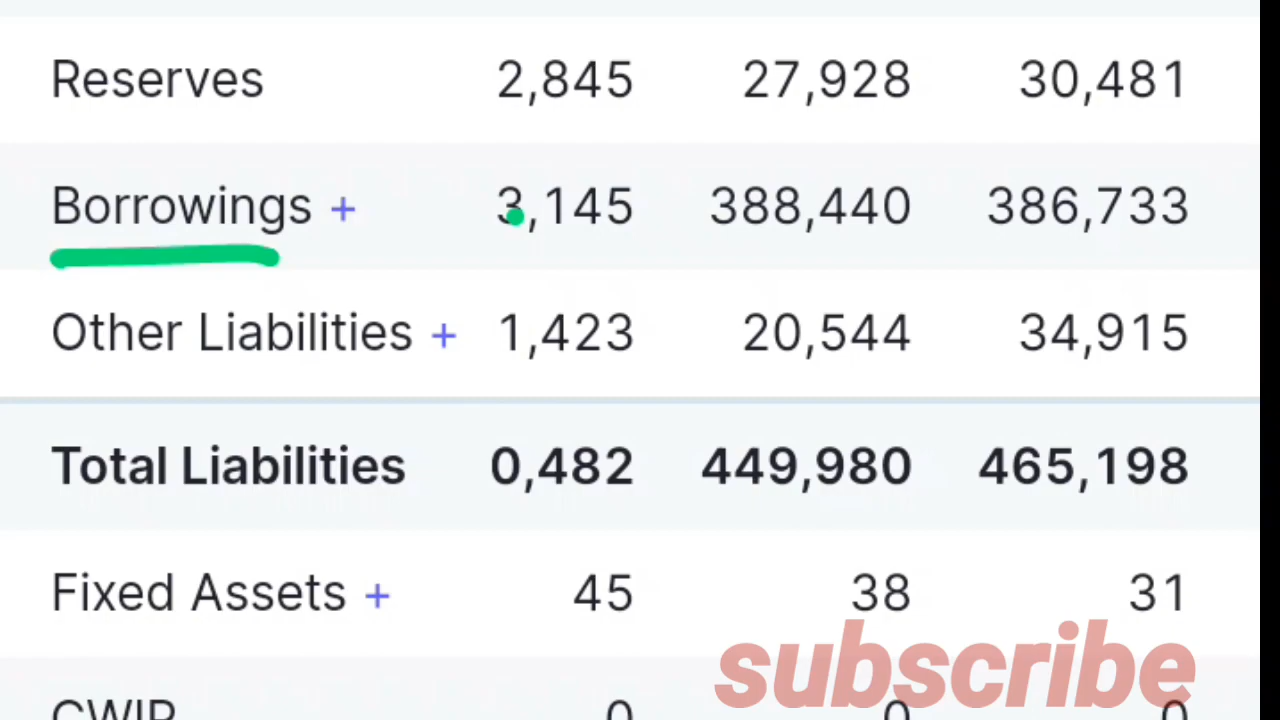 Reserves 2,845 27,928 30,481
Borrowings + 3,145 388,440 386,733
Other Liabilities + 1,423 20,544 34,915
Total Liabilities 0,482 449,980 465,198
Fixed Assets + 45 38 31
subscribe
CWIP 0 0 0